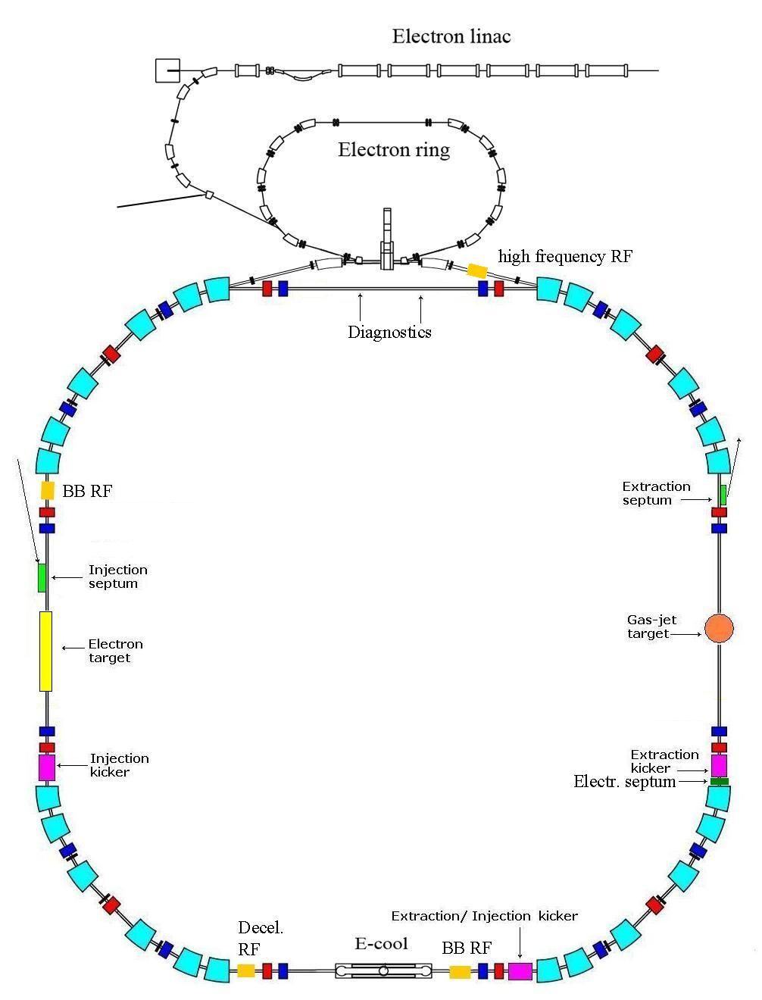 Electron linac
Electron ring
high frequency RF
Diagnostics
BB RF
Extraction
septum
Injection
septum
Gas-jet
target
Electron
target
Injection
kicker
Extraction
kicker
Electr. septum
Extraction/ Injection kicker
Decel.
RF
E-cool
BB RF